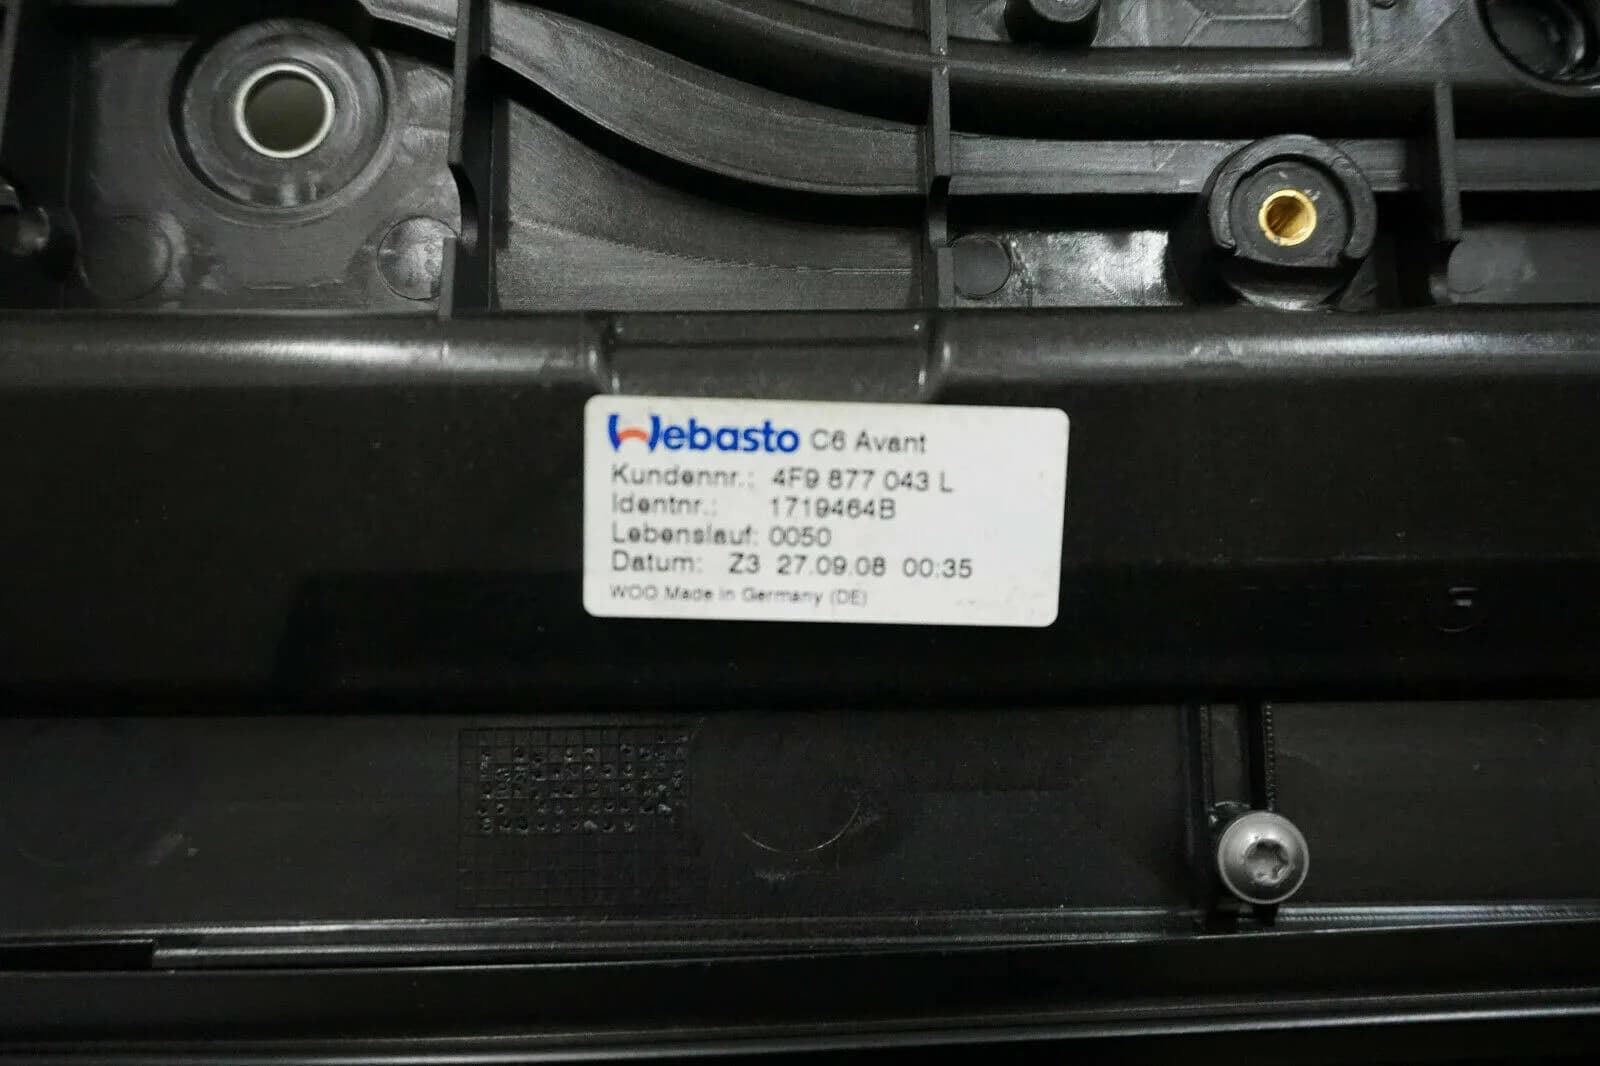 Webasto C6 Avant
Kundennr.: 4F9 877 043 L
Identnr.: 1719464B
Lebenslauf: 0050
Datum: Z3 27.09.08 00:35
WOO Made in Germany (DE)